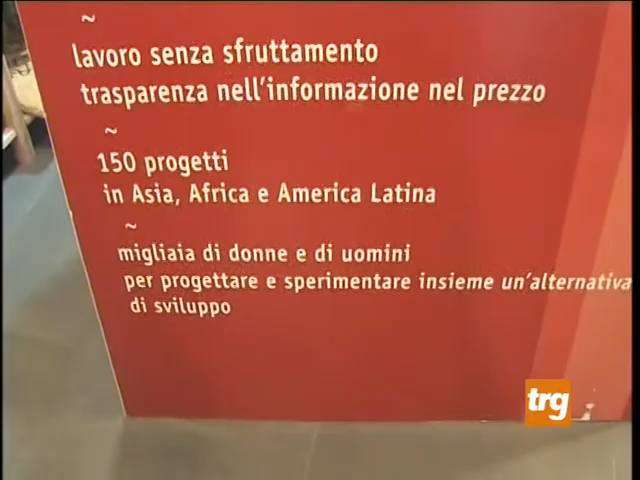 ~
lavoro senza sfruttamento
trasparenza nell'informazione nel prezzo
~
150 progetti
in Asia, Africa e America Latina
~
migliaia di donne e di uomini
per progettare e sperimentare insieme un'alternativa
di sviluppo
trg